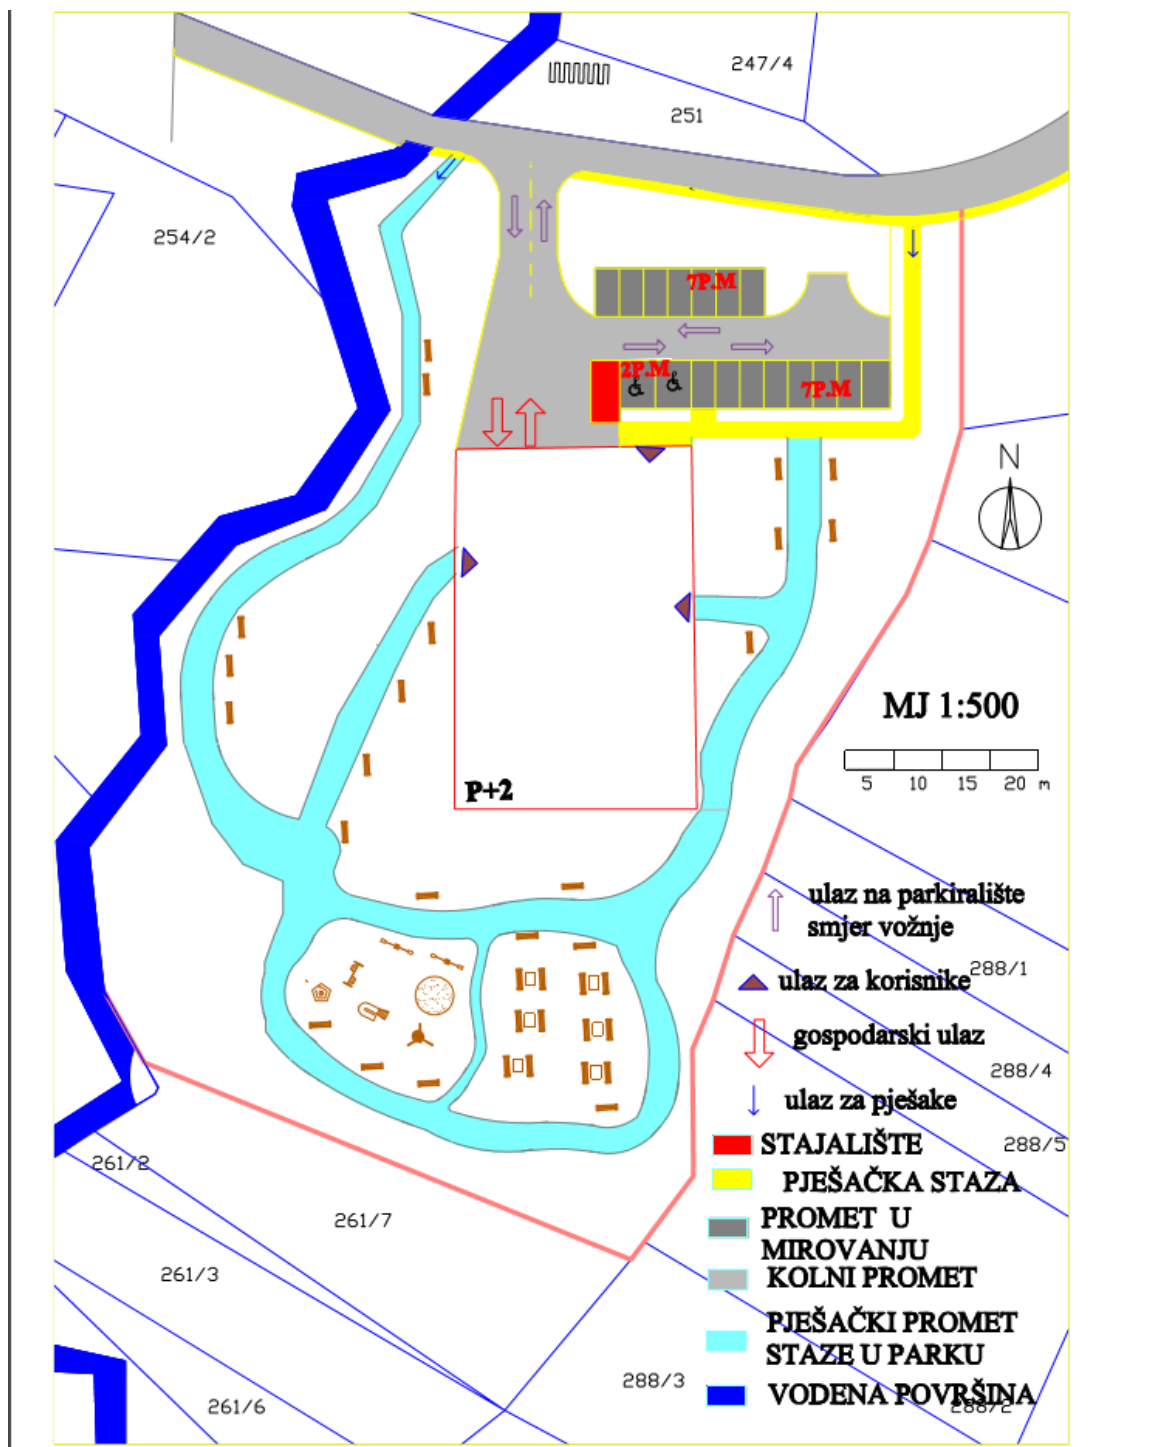 247/4
251
254/2
7P.M
2P.M
7P.M
N
MJ 1:500
5 10 15 20 m
P+2
ulaz na parkiralište
smjer vožnje
288/1
ulaz za korisnike
gospodarski ulaz
288/4
ulaz za pješake
288/5
STAJALIŠTE
261/2
PJEŠAČKA STAZA
261/7
PROMET U
MIROVANJU
261/3
KOLNI PROMET
PJEŠAČKI PROMET
STAZE U PARKU
288/3
VODENA POVRŠINA
261/6
288/2